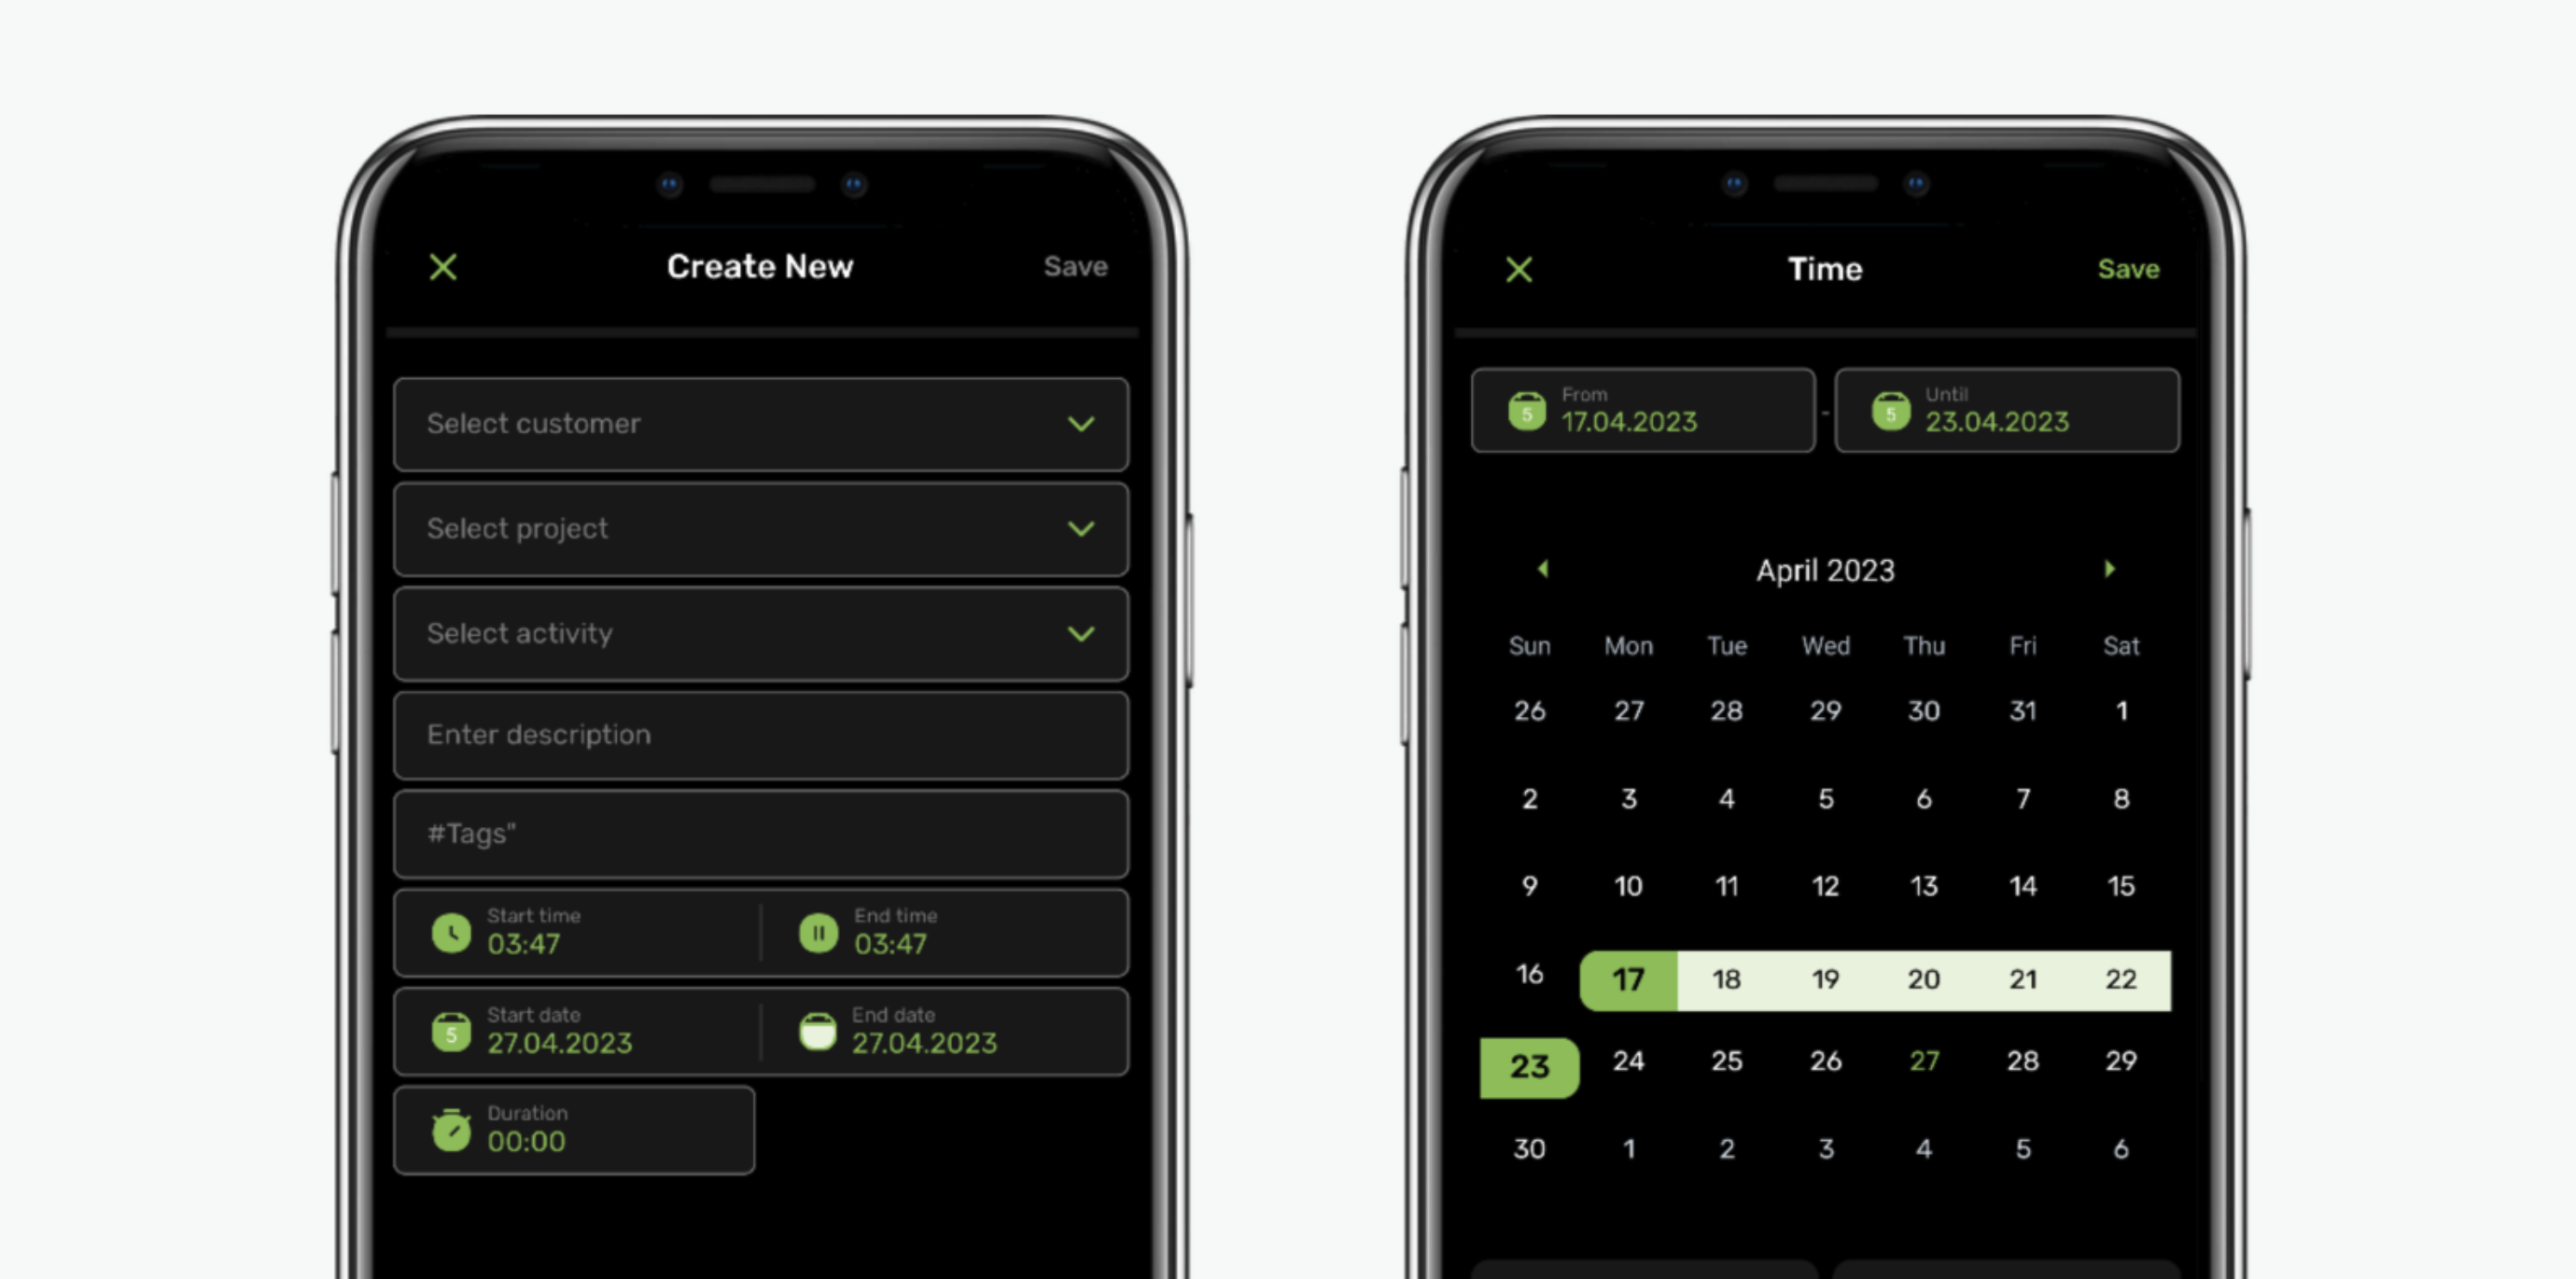 Create New
Save
Select customer
Select project
Select activity
Enter description
#Tags"
Start time
03:47
End time
03:47
5
Start date
27.04.2023
End date
27.04.2023
Duration
00:00
Time
Save
5
From
17.04.2023
-
5
Until
23.04.2023
April 2023
Sun Mon Tue Wed Thu Fri Sat
26 27 28 29 30 31 1
2 3 4 5 6 7 8
9 10 11 12 13 14 15
16 17 18 19 20 21 22
23 24 25 26 27 28 29
30 1 2 3 4 5 6